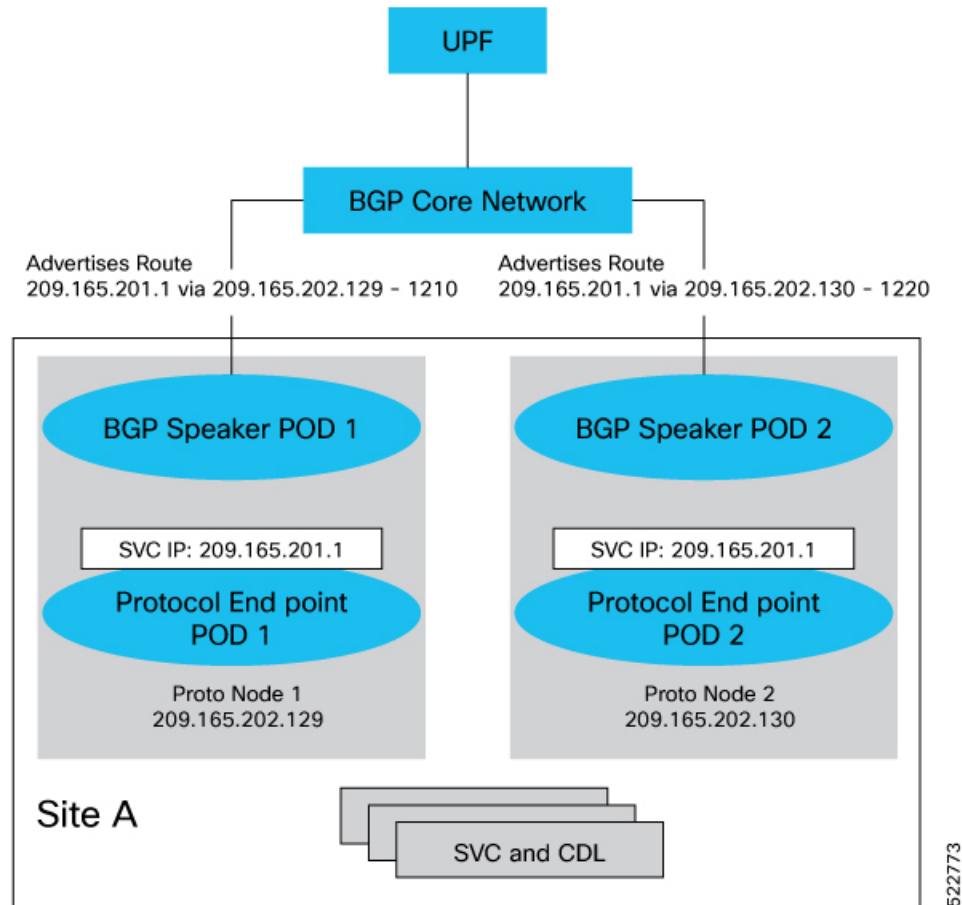 UPF
BGP Core Network
Advertises Route
209.165.201.1 via 209.165.202.129 - 1210
Advertises Route
209.165.201.1 via 209.165.202.130 - 1220
BGP Speaker POD 1
SVC IP: 209.165.201.1
Protocol End point
POD 1
Proto Node 1
209.165.202.129
BGP Speaker POD 2
SVC IP: 209.165.201.1
Protocol End point
POD 2
Proto Node 2
209.165.202.130
Site A
SVC and CDL
522773